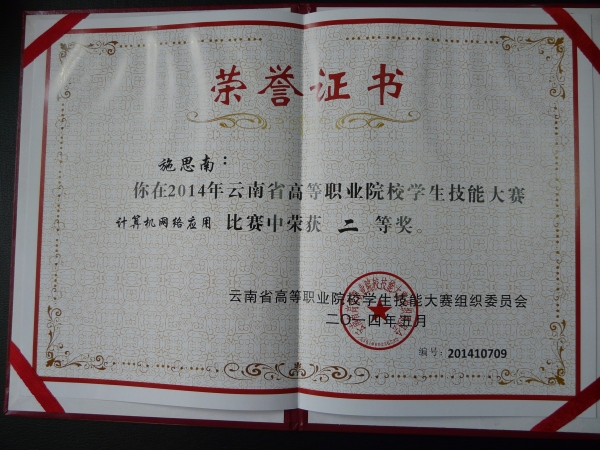 荣誉证书
施思南：
你在2014年云南省高等职业院校学生技能大赛
计算机网络应用 比赛中荣获 二 等奖。
云南省高等职业院校学生技能大赛组织委员会
二〇一四年五月
编号：201410709